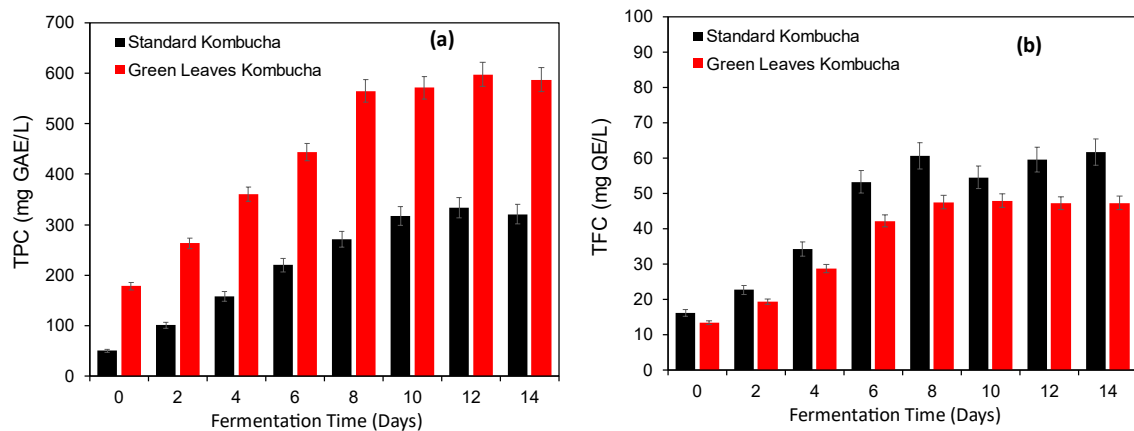 700
600
500
400
300
200
100
0
TPC (mg GAE/L)
(a)
Standard Kombucha
Green Leaves Kombucha
0 2 4 6 8 10 12 14
Fermentation Time (Days)
100
90
80
70
60
50
40
30
20
10
0
TFC (mg QE/L)
Standard Kombucha
(b)
Green Leaves Kombucha
0 2 4 6 8 10 12 14
Fermentation Time (Days)